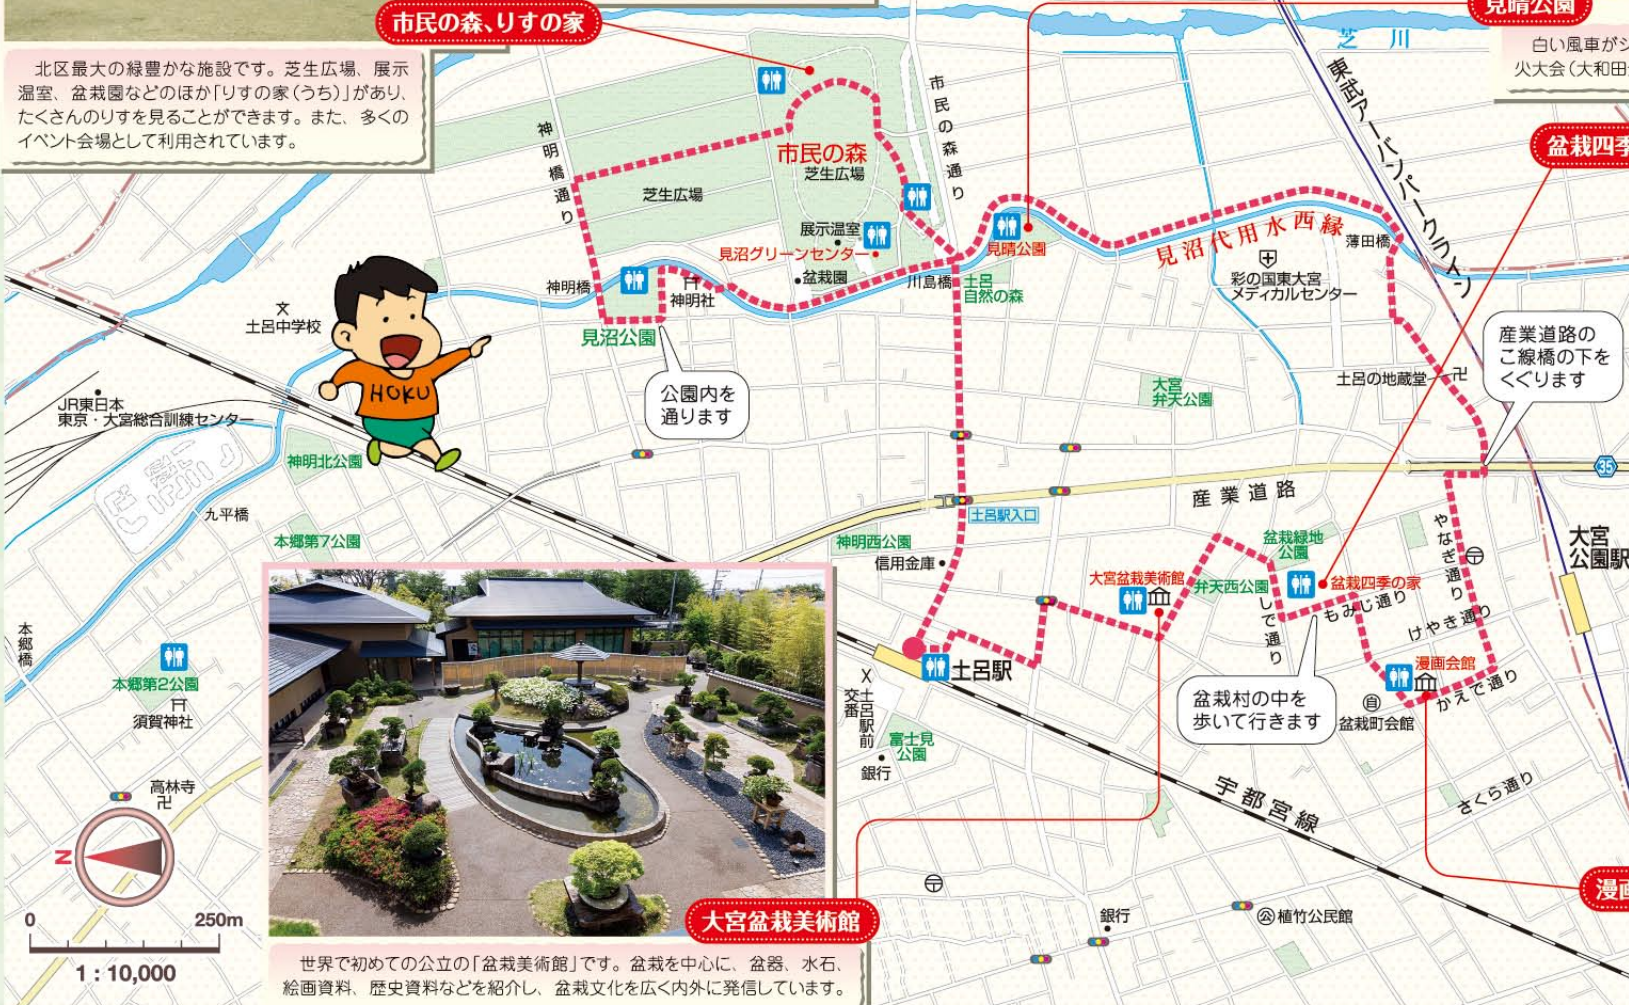 市民の森、りすの家
北区最大の緑豊かな施設です。芝生広場、展示
温室、盆栽園などのほか「りすの家(うち)」があり、
たくさんのりすを見ることができます。また、多くの
イベント会場として利用されています。
見晴公園
白い風車がシ
火大会(大和田
芝川
東武アーバンパークライン
盆栽四季
神明橋通り
市民の森通り
市民の森
芝生広場
芝生広場
展示温室
見沼グリーンセンター
盆栽園
見晴公園
見沼代用水西縁
薄田橋
彩の国東大宮
メディカルセンター
神明橋
神明社
川島橋
土呂
自然の森
土呂中学校
見沼公園
公園内を
通ります
HOKU
産業道路の
こ線橋の下を
くぐります
土呂の地蔵堂
大宮
弁天公園
JR東日本
東京・大宮総合訓練センター
神明北公園
九平橋
本郷第7公園
産業道路
35
土呂駅入口
神明西公園
信用金庫
盆栽緑地
公園
やなぎ通り
大宮
公園駅
大宮盆栽美術館
弁天西公園
盆栽四季の家
しで通り
もみじ通り
けやき通り
本郷橋
本郷第2公園
須賀神社
土呂駅
漫画会館
かえで通り
盆栽村の中を
歩いて行きます
自
盆栽町会館
土呂駅前
交番
富士見
公園
銀行
宇都宮線
さくら通り
高林寺
N
0
250m
1:10,000
銀行
公
植竹公民館
漫画
大宮盆栽美術館
世界で初めての公立の「盆栽美術館」です。盆栽を中心に、盆器、水石、
絵画資料、歴史資料などを紹介し、盆栽文化を広く内外に発信しています。